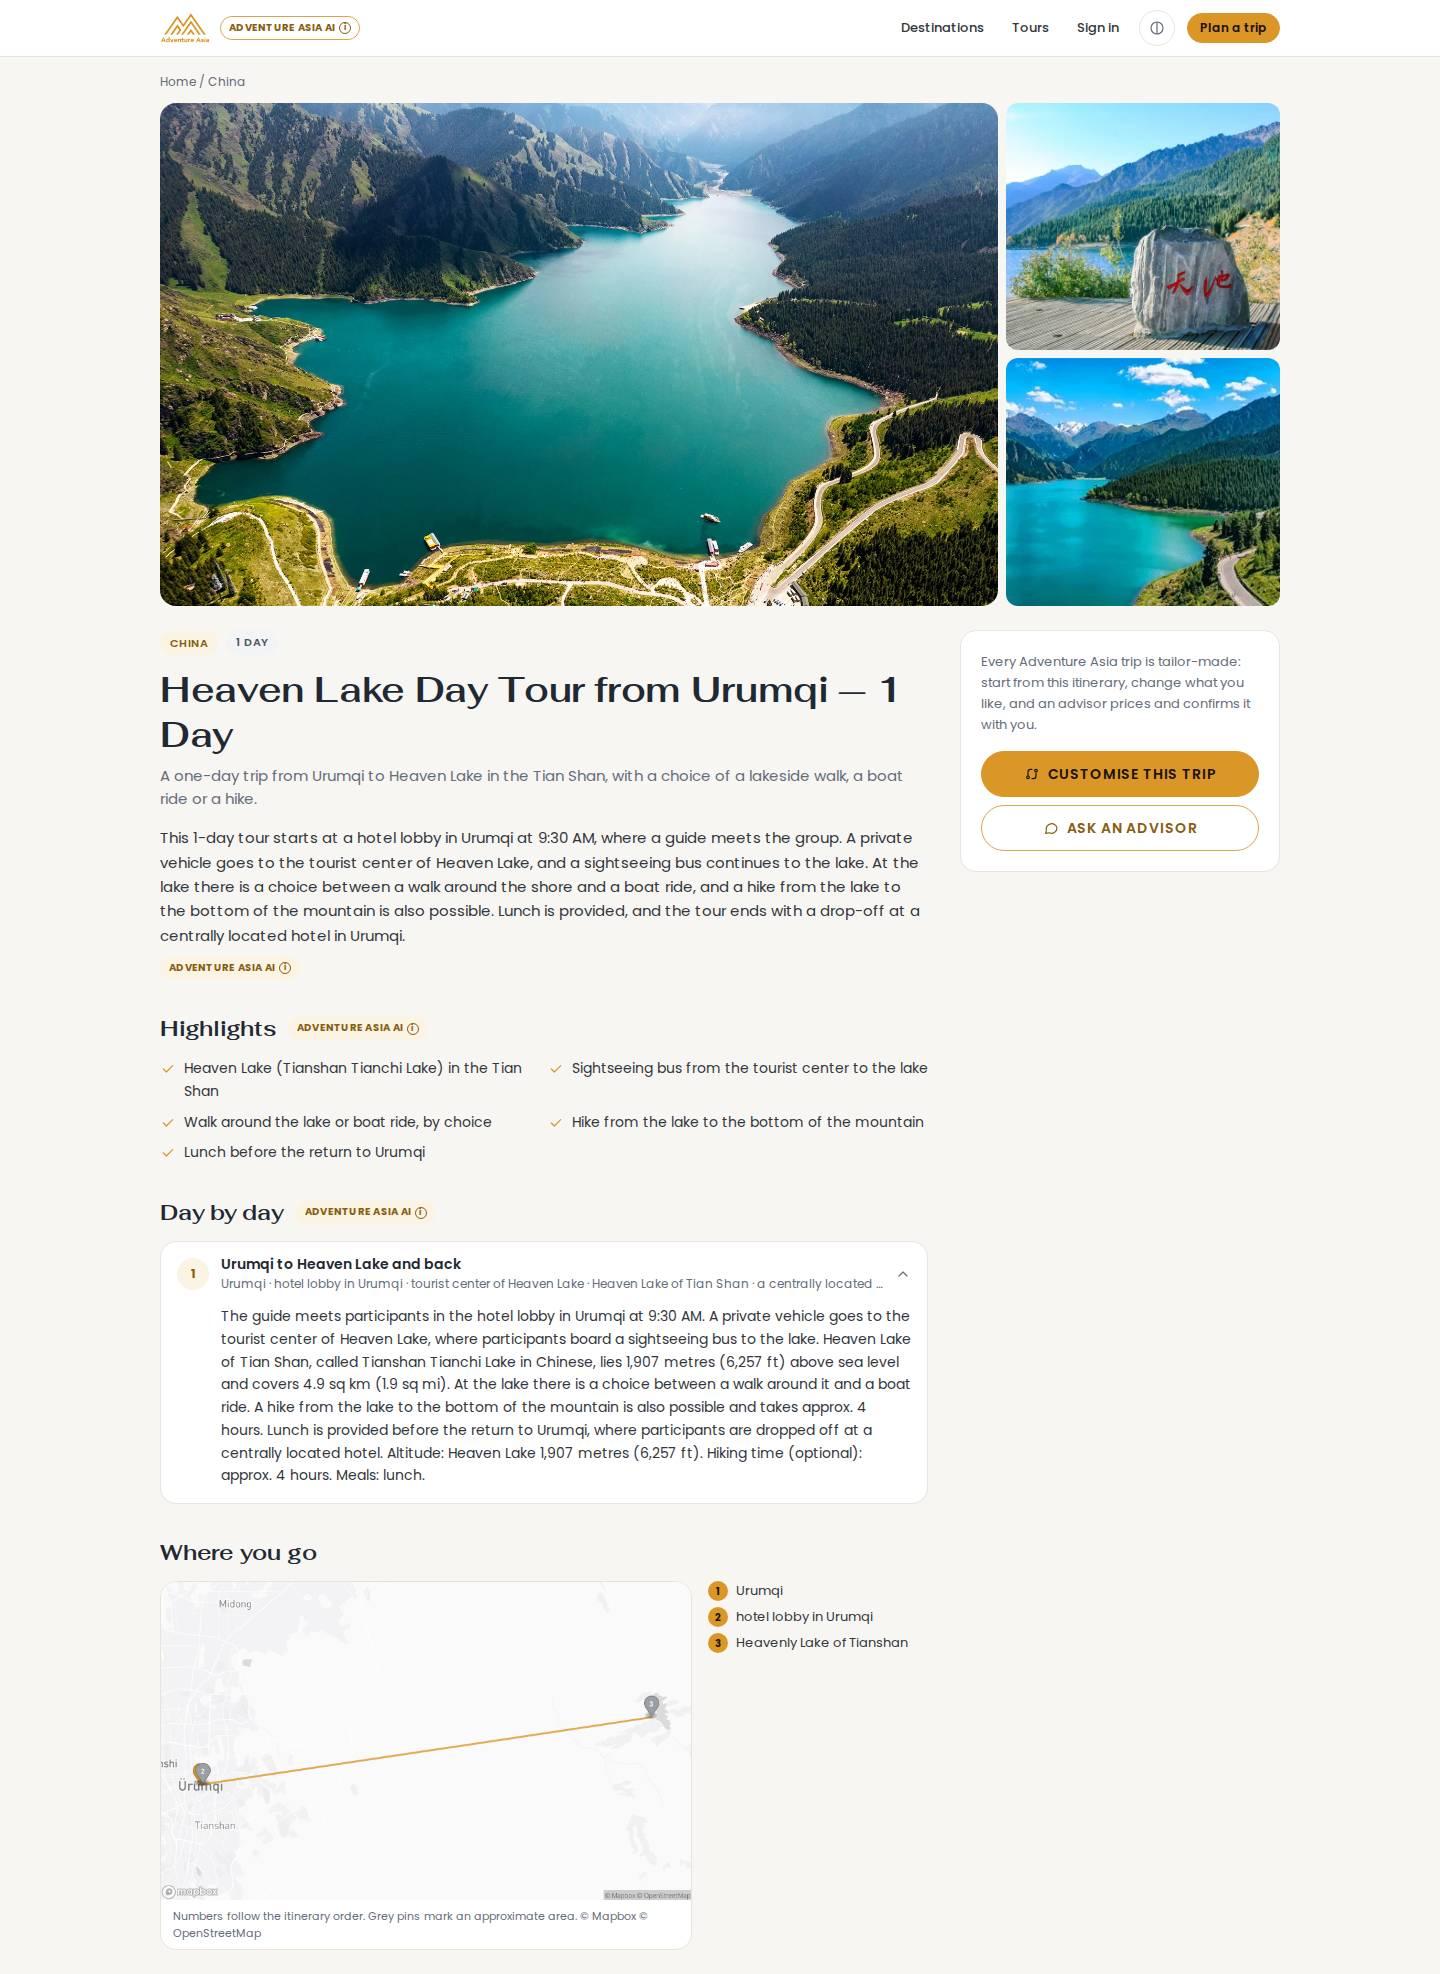 Adventure Asia
ADVENTURE ASIA AI
Destinations
Tours
Sign in
Plan a trip
Home / China
天池
CHINA
1 DAY
Heaven Lake Day Tour from Urumqi — 1
Day
A one-day trip from Urumqi to Heaven Lake in the Tian Shan, with a choice of a lakeside walk, a boat
ride or a hike.
This 1-day tour starts at a hotel lobby in Urumqi at 9:30 AM, where a guide meets the group. A private
vehicle goes to the tourist center of Heaven Lake, and a sightseeing bus continues to the lake. At the
lake there is a choice between a walk around the shore and a boat ride, and a hike from the lake to
the bottom of the mountain is also possible. Lunch is provided, and the tour ends with a drop-off at a
centrally located hotel in Urumqi.
ADVENTURE ASIA AI
Every Adventure Asia trip is tailor-made:
start from this itinerary, change what you
like, and an advisor prices and confirms it
with you.
CUSTOMISE THIS TRIP
ASK AN ADVISOR
Highlights
ADVENTURE ASIA AI
Heaven Lake (Tianshan Tianchi Lake) in the Tian
Shan
Sightseeing bus from the tourist center to the lake
Walk around the lake or boat ride, by choice
Hike from the lake to the bottom of the mountain
Lunch before the return to Urumqi
Day by day
ADVENTURE ASIA AI
1
Urumqi to Heaven Lake and back
Urumqi · hotel lobby in Urumqi · tourist center of Heaven Lake · Heaven Lake of Tian Shan · a centrally located ...
The guide meets participants in the hotel lobby in Urumqi at 9:30 AM. A private vehicle goes to the
tourist center of Heaven Lake, where participants board a sightseeing bus to the lake. Heaven Lake
of Tian Shan, called Tianshan Tianchi Lake in Chinese, lies 1,907 metres (6,257 ft) above sea level
and covers 4.9 sq km (1.9 sq mi). At the lake there is a choice between a walk around it and a boat
ride. A hike from the lake to the bottom of the mountain is also possible and takes approx. 4
hours. Lunch is provided before the return to Urumqi, where participants are dropped off at a
centrally located hotel. Altitude: Heaven Lake 1,907 metres (6,257 ft). Hiking time (optional):
approx. 4 hours. Meals: lunch.
Where you go
Midong
3
nshi
2
Ürümqi
Tianshan
mapbox
© Mapbox © OpenStreetMap
1 Urumqi
2 hotel lobby in Urumqi
3 Heavenly Lake of Tianshan
Numbers follow the itinerary order. Grey pins mark an approximate area. © Mapbox ©
OpenStreetMap